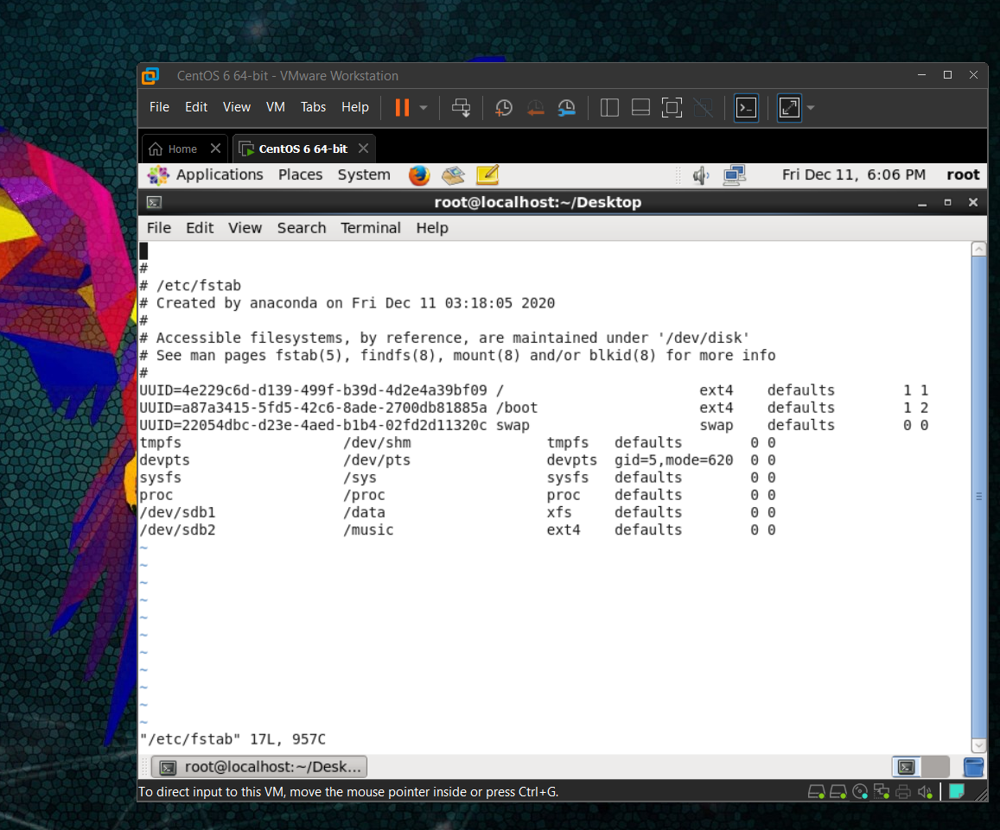 CentOS 6 64-bit - VMware Workstation
File Edit View VM Tabs Help
Home CentOS 6 64-bit
Applications Places System Fri Dec 11, 6:06 PM root
root@localhost:~/Desktop
File Edit View Search Terminal Help
#
# /etc/fstab
# Created by anaconda on Fri Dec 11 03:18:05 2020
#
# Accessible filesystems, by reference, are maintained under '/dev/disk'
# See man pages fstab(5), findfs(8), mount(8) and/or blkid(8) for more info
#
UUID=4e229c6d-d139-499f-b39d-4d2e4a39bf09 / ext4 defaults 1 1
UUID=a87a3415-5fd5-42c6-8ade-2700db81885a /boot ext4 defaults 1 2
UUID=22054dbc-d23e-4aed-b1b4-02fd2d11320c swap swap defaults 0 0
tmpfs /dev/shm tmpfs defaults 0 0
devpts /dev/pts devpts gid=5,mode=620 0 0
sysfs /sys sysfs defaults 0 0
proc /proc proc defaults 0 0
/dev/sdb1 /data xfs defaults 0 0
/dev/sdb2 /music ext4 defaults 0 0
~
~
~
~
~
~
~
~
~
~
~
"/etc/fstab" 17L, 957C
root@localhost:~/Desk...
To direct input to this VM, move the mouse pointer inside or press Ctrl+G.